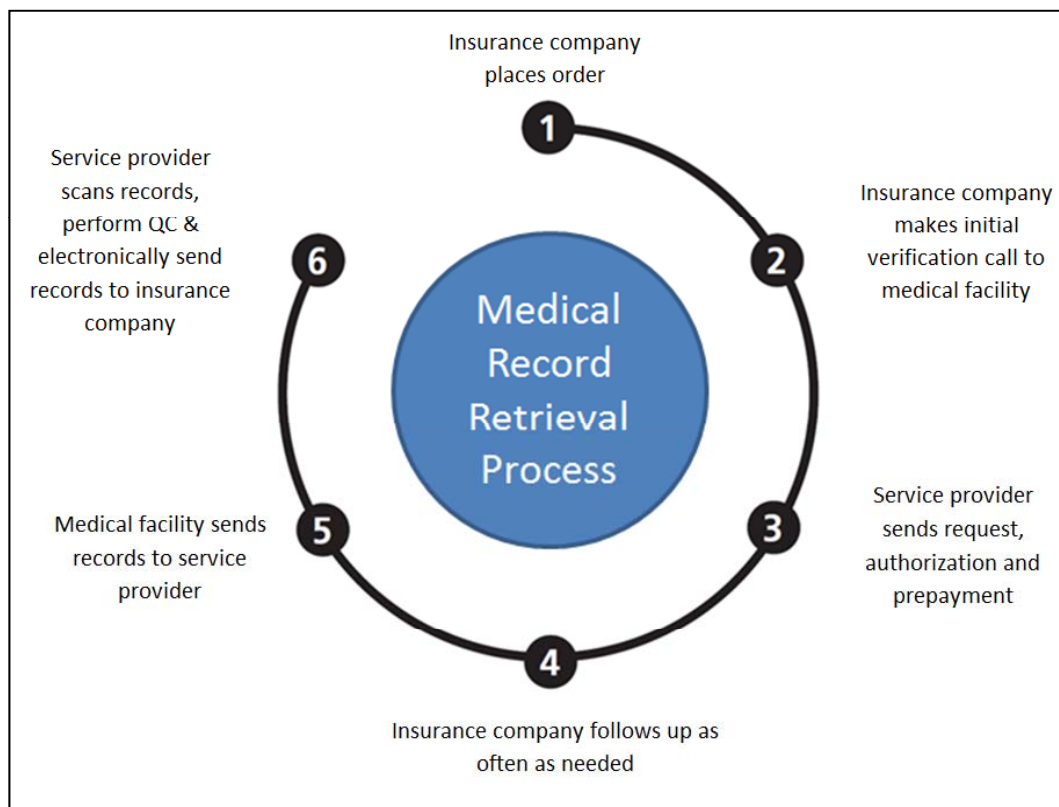 Insurance company
places order
1
Insurance company
makes initial
verification call to
medical facility
2
Service provider
sends request,
authorization and
prepayment
3
Insurance company follows up as
often as needed
4
Medical facility sends
records to service
provider
5
Service provider
scans records,
perform QC &
electronically send
records to insurance
company
6
Medical
Record
Retrieval
Process